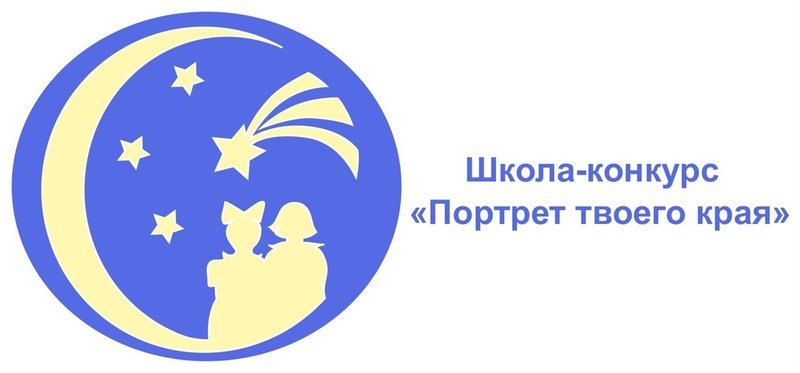 Школа-конкурс
«Портрет твоего края»